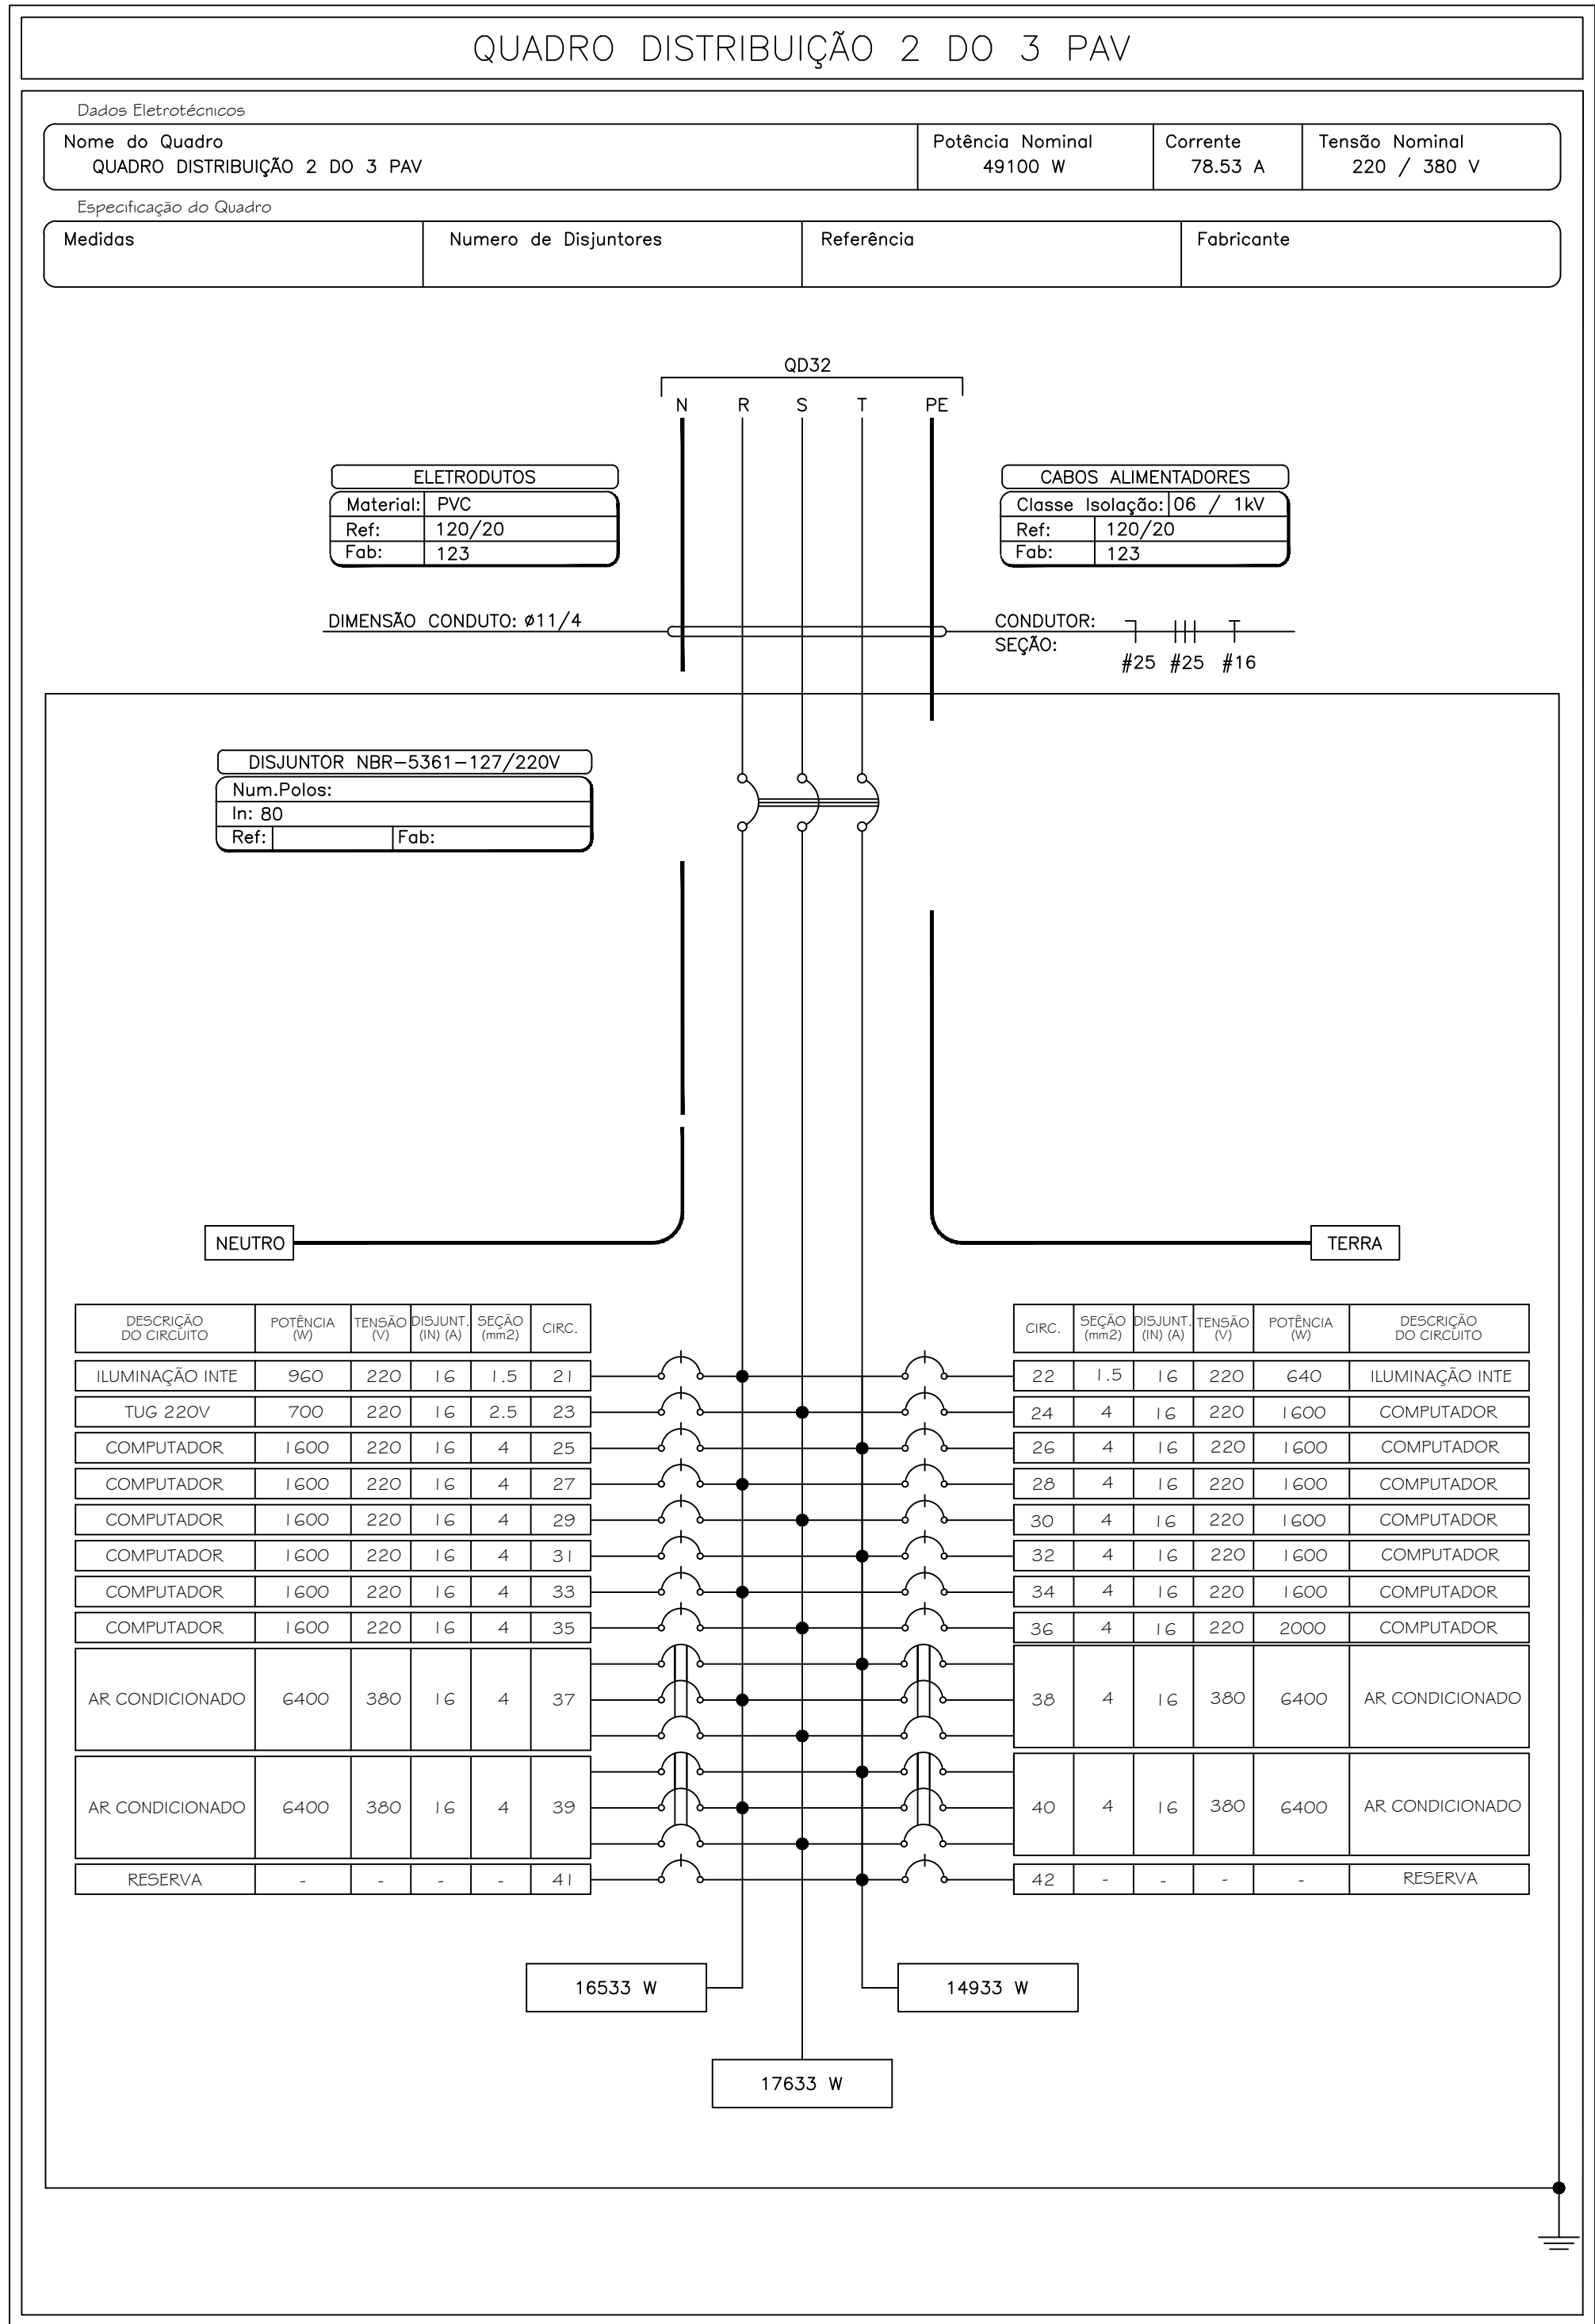 QUADRO DISTRIBUIÇÃO 2 DO 3 PAV
Dados Eletrotécnicos
Nome do Quadro Potência Nominal Corrente Tensão Nominal
QUADRO DISTRIBUIÇÃO 2 DO 3 PAV 49100 W 78.53 A 220 / 380 V
Especificação do Quadro
Medidas Numero de Disjuntores Referência Fabricante
QD32
N R S T PE
ELETRODUTOS
Material: PVC
Ref: 120/20
Fab: 123
CABOS ALIMENTADORES
Classe Isolação: 06 / 1kV
Ref: 120/20
Fab: 123
DIMENSÃO CONDUTO: ø11/4
CONDUTOR:
SEÇÃO:
#25 #25 #16
DISJUNTOR NBR-5361-127/220V
Num.Polos:
In: 80
Ref: Fab:
NEUTRO
TERRA
DESCRIÇÃO DO CIRCUITO POTÊNCIA (W) TENSÃO (V) DISJUNT. (IN) (A) SEÇÃO (mm2) CIRC.
ILUMINAÇÃO INTE 960 220 16 1.5 21
TUG 220V 700 220 16 2.5 23
COMPUTADOR 1600 220 16 4 25
COMPUTADOR 1600 220 16 4 27
COMPUTADOR 1600 220 16 4 29
COMPUTADOR 1600 220 16 4 31
COMPUTADOR 1600 220 16 4 33
COMPUTADOR 1600 220 16 4 35
AR CONDICIONADO 6400 380 16 4 37
AR CONDICIONADO 6400 380 16 4 39
RESERVA - - - - 41
CIRC. SEÇÃO (mm2) DISJUNT. (IN) (A) TENSÃO (V) POTÊNCIA (W) DESCRIÇÃO DO CIRCUITO
22 1.5 16 220 640 ILUMINAÇÃO INTE
24 4 16 220 1600 COMPUTADOR
26 4 16 220 1600 COMPUTADOR
28 4 16 220 1600 COMPUTADOR
30 4 16 220 1600 COMPUTADOR
32 4 16 220 1600 COMPUTADOR
34 4 16 220 1600 COMPUTADOR
36 4 16 220 2000 COMPUTADOR
38 4 16 380 6400 AR CONDICIONADO
40 4 16 380 6400 AR CONDICIONADO
42 - - - - RESERVA
16533 W
14933 W
17633 W